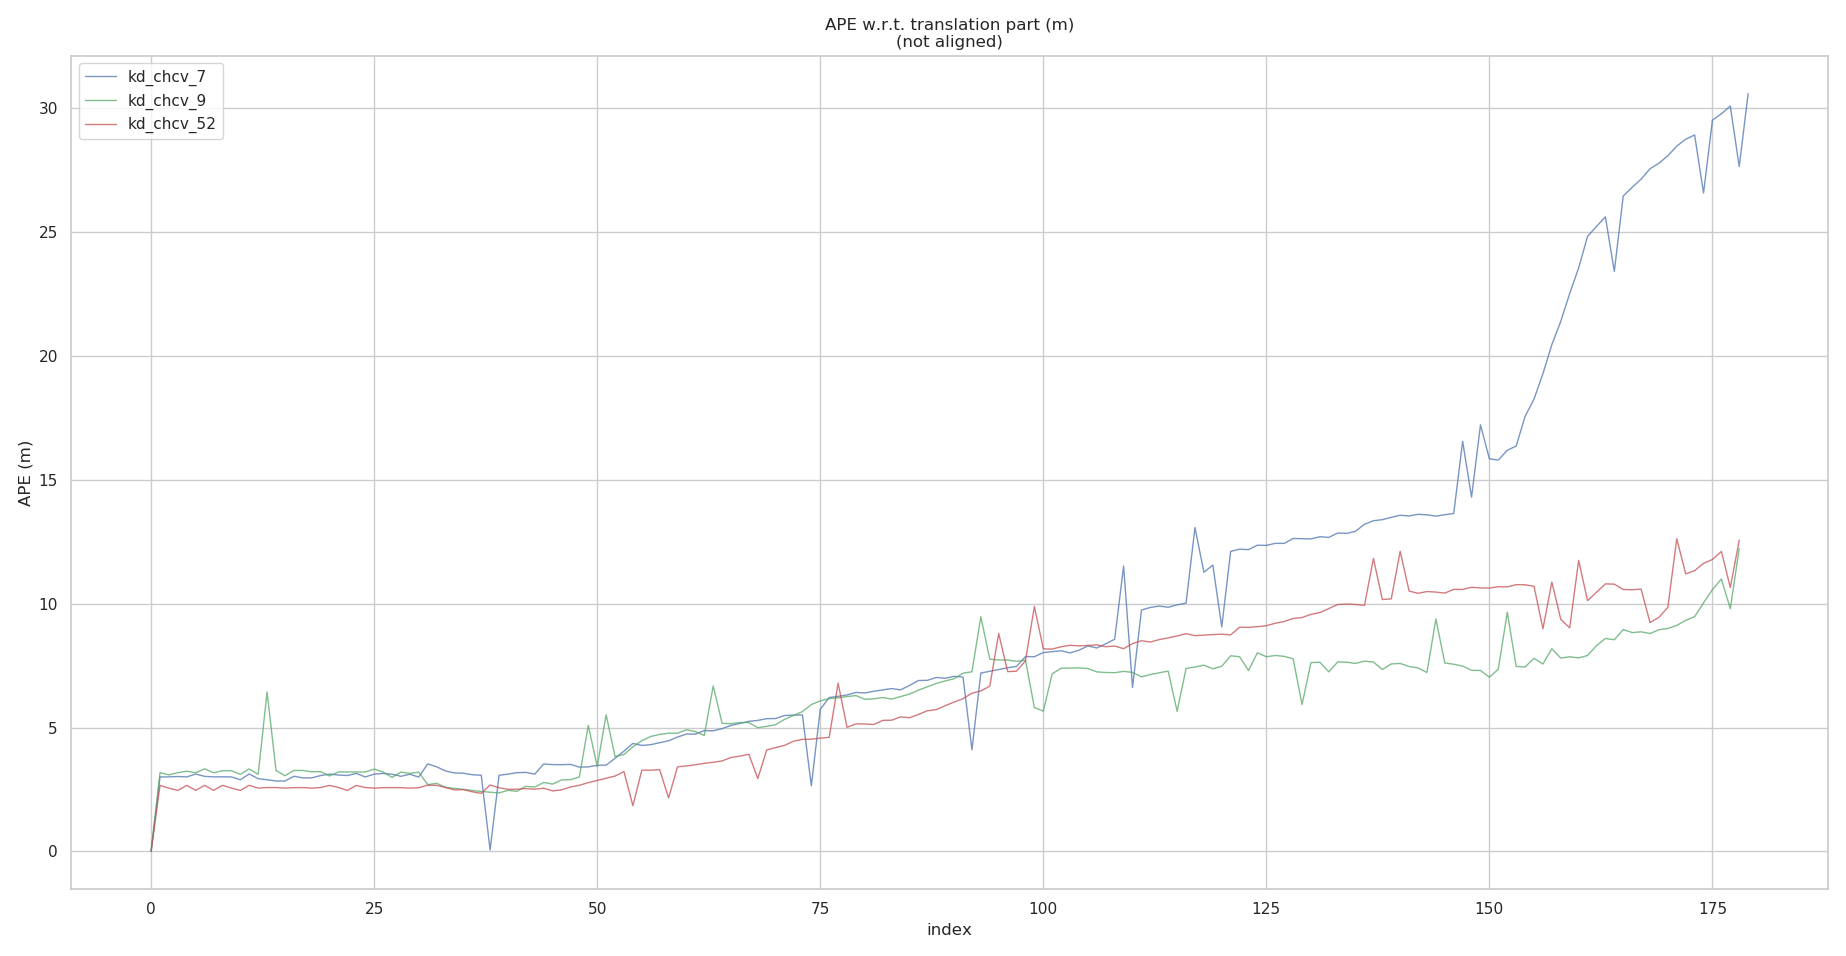 APE w.r.t. translation part (m)
(not aligned)
kd_chcv_7
kd_chcv_9
kd_chcv_52
APE (m)
30
25
20
15
10
5
0
0 25 50 75 100 125 150 175
index